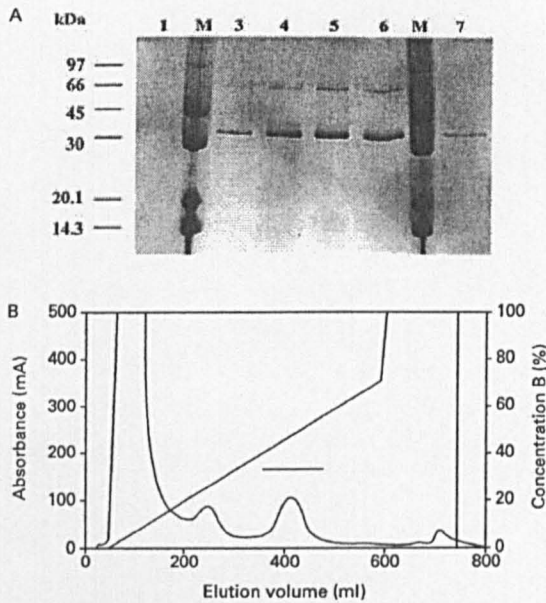 A
kDa 1 M 3 4 5 6 M 7
97
66
45
30
20.1
14.3
B
500 100
400 80
300 60
200 40
100 20
0 0
0 200 400 600 800
Absorbance (mA)
Concentration B (%)
Elution volume (ml)